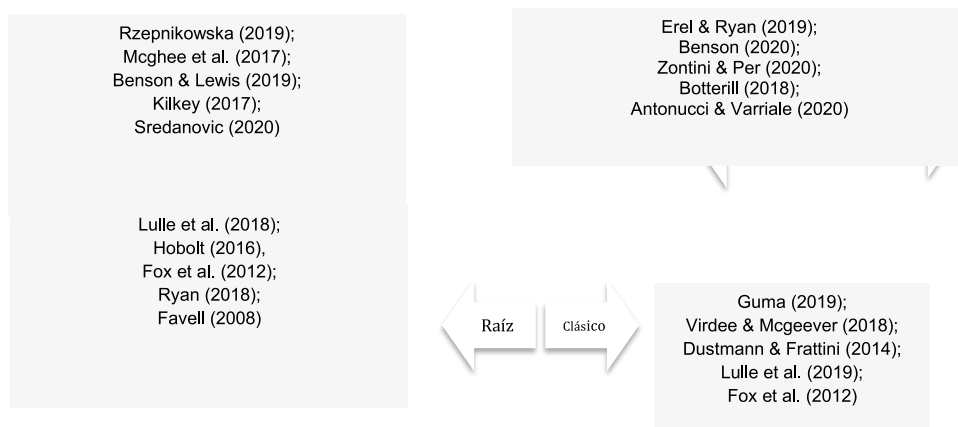 Rzepnikowska (2019);
Mcghee et al. (2017);
Benson & Lewis (2019);
Kilkey (2017);
Sredanovic (2020)
Erel & Ryan (2019);
Benson (2020);
Zontini & Per (2020);
Botterill (2018);
Antonucci & Varriale (2020)
Lulle et al. (2018);
Hobolt (2016),
Fox et al. (2012);
Ryan (2018);
Favell (2008)
Raíz
Clásico
Guma (2019);
Virdee & Mcgeever (2018);
Dustmann & Frattini (2014);
Lulle et al. (2019);
Fox et al. (2012)